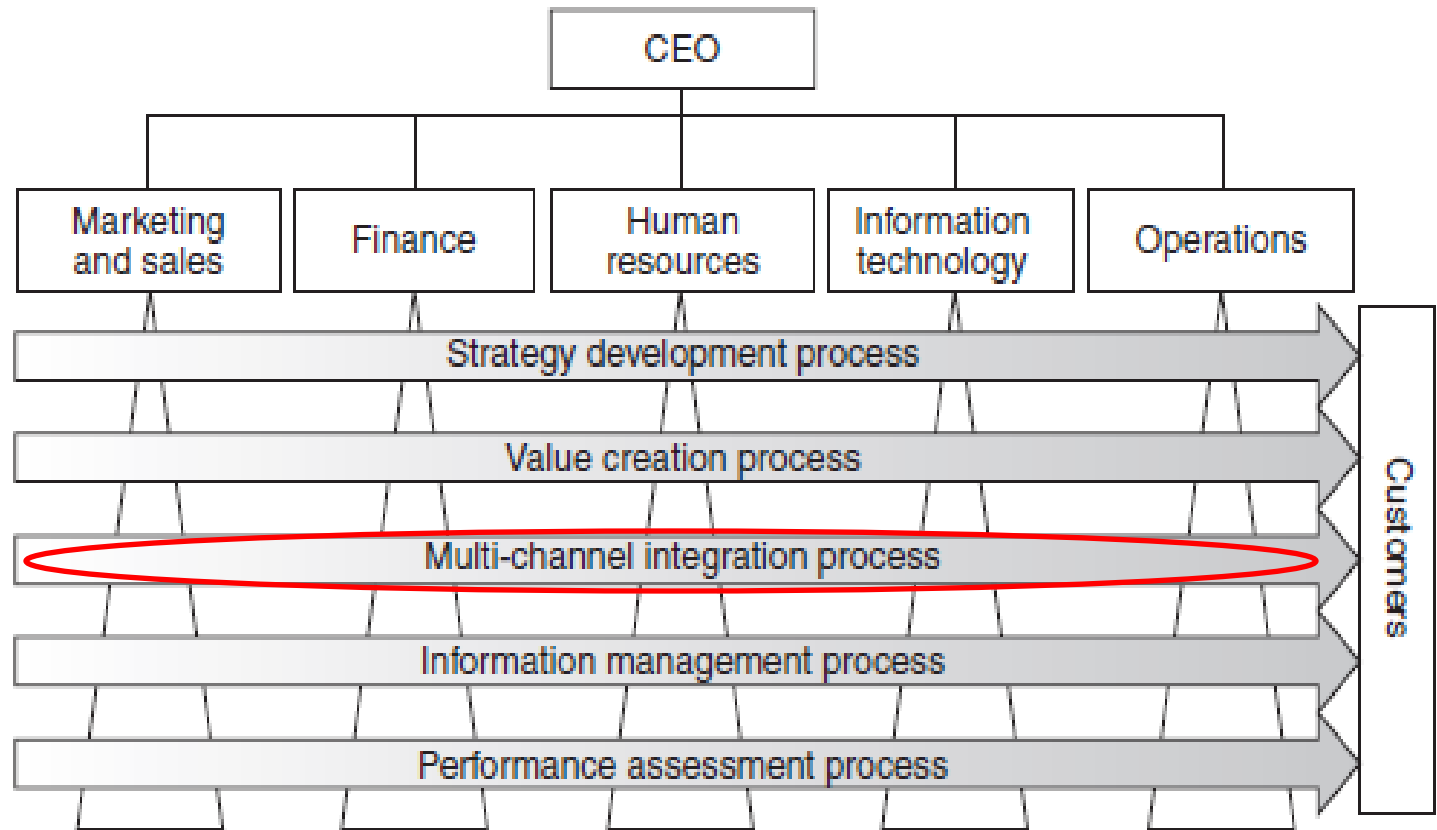 CEO
Marketing
and sales
Finance
Human
resources
Information
technology
Operations
Strategy development process
Value creation process
Multi-channel integration process
Information management process
Performance assessment process
Customers